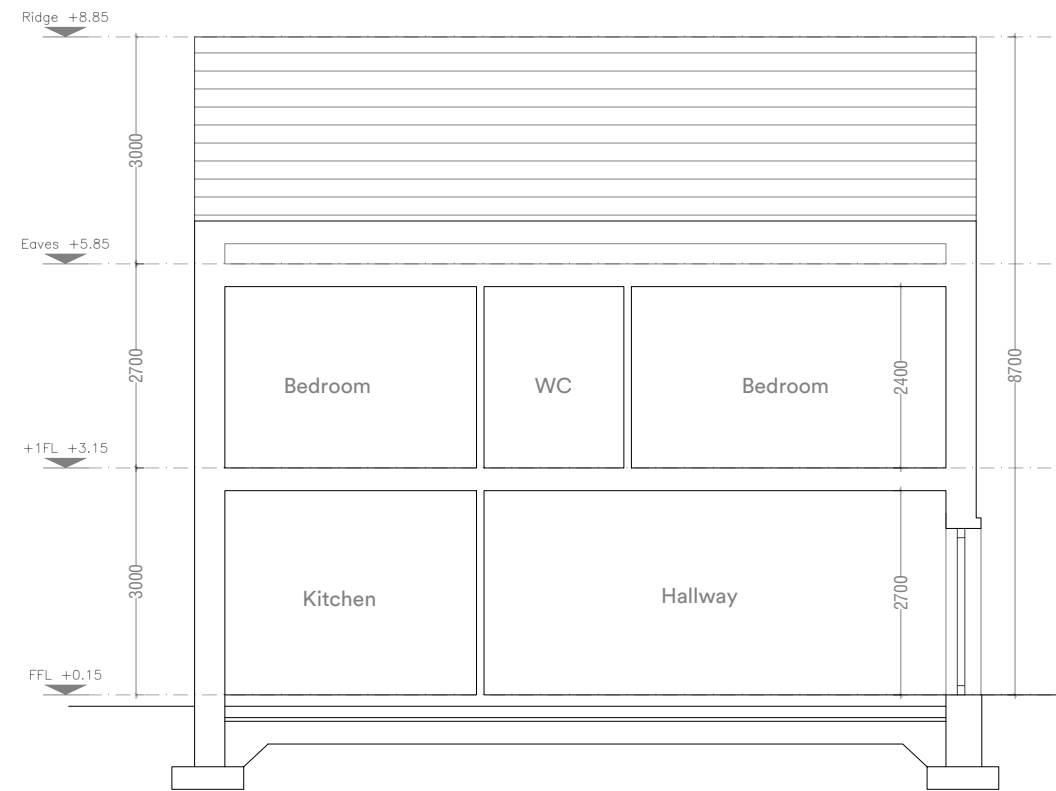 Ridge +8.85
3000
Eaves +5.85
2700
Bedroom
WC
Bedroom
2400
8700
+1FL +3.15
3000
Kitchen
Hallway
2700
FFL +0.15